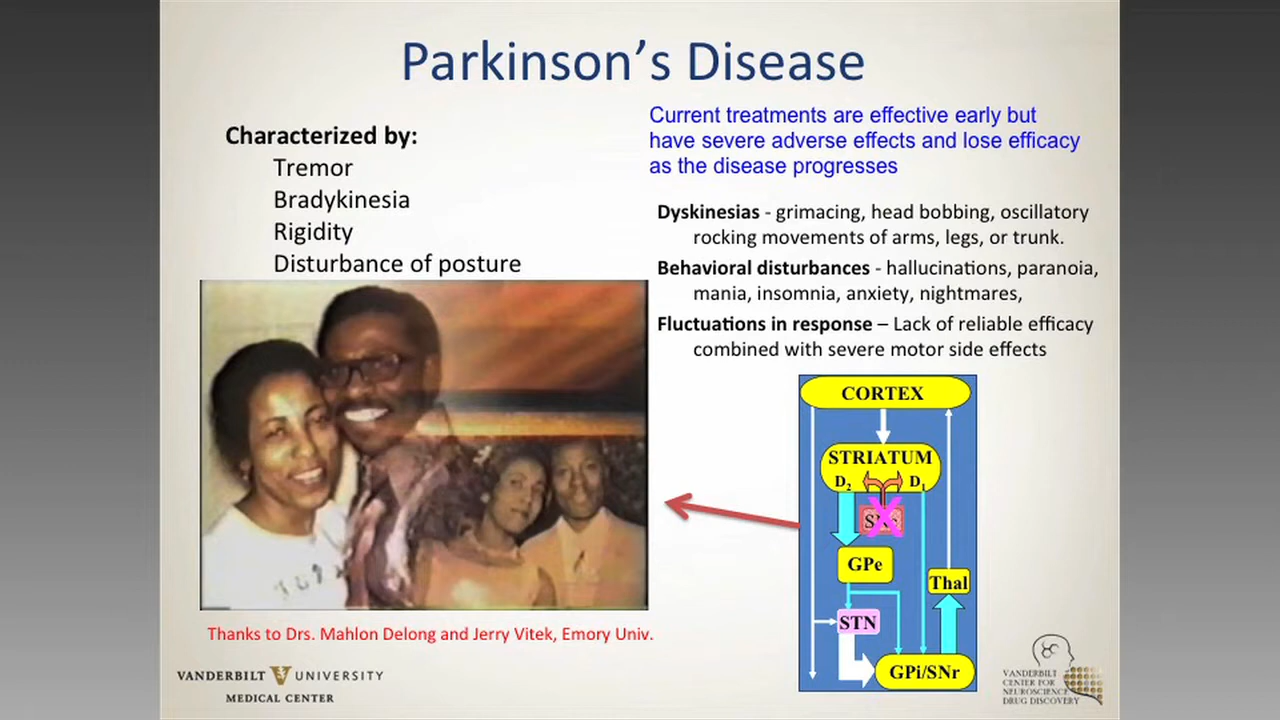 Parkinson’s Disease
Characterized by:
Tremor
Bradykinesia
Rigidity
Disturbance of posture
Current treatments are effective early but
have severe adverse effects and lose efficacy
as the disease progresses
Dyskinesias - grimacing, head bobbing, oscillatory
rocking movements of arms, legs, or trunk.
Behavioral disturbances - hallucinations, paranoia,
mania, insomnia, anxiety, nightmares,
Fluctuations in response – Lack of reliable efficacy
combined with severe motor side effects
CORTEX
STRIATUM
D2 D1
GPe
Thal
STN
GPi/SNr
Thanks to Drs. Mahlon Delong and Jerry Vitek, Emory Univ.
VANDERBILT V UNIVERSITY
MEDICAL CENTER
VANDERBILT
CENTER FOR
NEUROSCIENCE
DRUG DISCOVERY